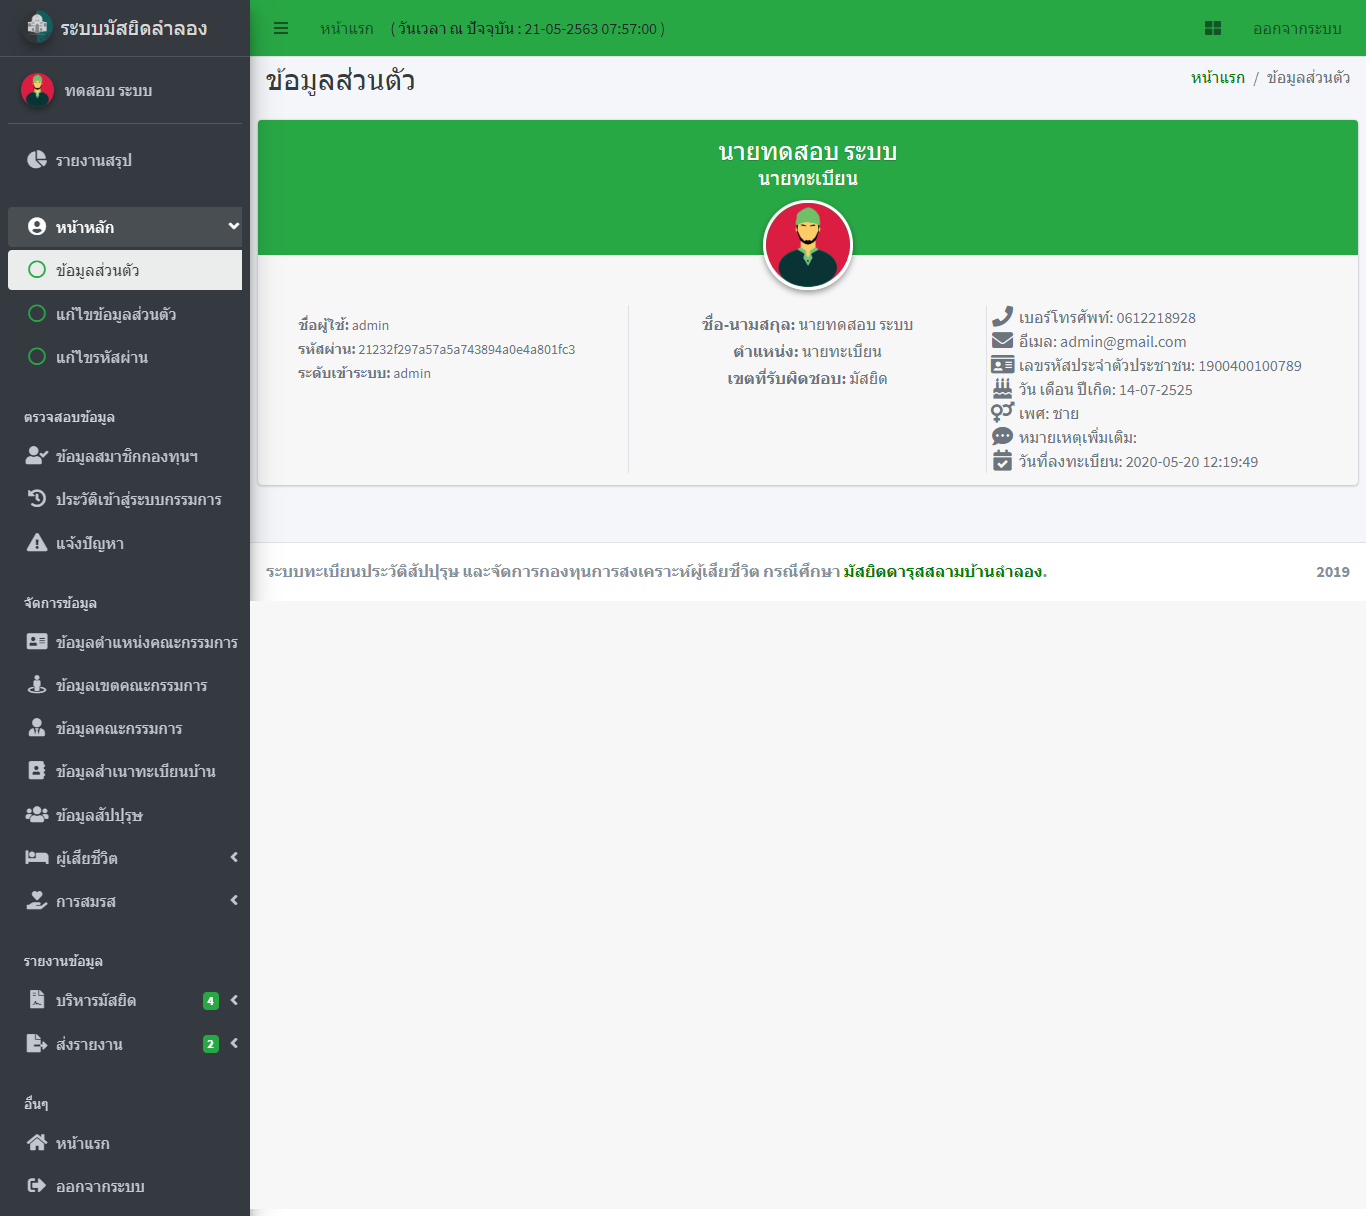 ระบบมัสยิดลำลอง
ทดสอบ ระบบ
รายงานสรุป
หน้าหลัก
ข้อมูลส่วนตัว
แก้ไขข้อมูลส่วนตัว
แก้ไขรหัสผ่าน
ตรวจสอบข้อมูล
ข้อมูลสมาชิกกองทุนฯ
ประวัติเข้าสู่ระบบกรรมการ
แจ้งปัญหา
จัดการข้อมูล
ข้อมูลตำแหน่งคณะกรรมการ
ข้อมูลเขตคณะกรรมการ
ข้อมูลคณะกรรมการ
ข้อมูลสำเนาทะเบียนบ้าน
ข้อมูลสัปปุรุษ
ผู้เสียชีวิต
การสมรส
รายงานข้อมูล
บริหารมัสยิด 4
ส่งรายงาน 2
อื่นๆ
หน้าแรก
ออกจากระบบ
หน้าแรก ( วันเวลา ณ ปัจจุบัน : 21-05-2563 07:57:00 ) ออกจากระบบ
ข้อมูลส่วนตัว
หน้าแรก / ข้อมูลส่วนตัว
นายทดสอบ ระบบ
นายทะเบียน
ชื่อผู้ใช้: admin
รหัสผ่าน: 21232f297a57a5a743894a0e4a801fc3
ระดับเข้าระบบ: admin
ชื่อ-นามสกุล: นายทดสอบ ระบบ
ตำแหน่ง: นายทะเบียน
เขตที่รับผิดชอบ: มัสยิด
เบอร์โทรศัพท์: 0612218928
อีเมล: admin@gmail.com
เลขรหัสประจำตัวประชาชน: 1900400100789
วัน เดือน ปีเกิด: 14-07-2525
เพศ: ชาย
หมายเหตุเพิ่มเติม:
วันที่ลงทะเบียน: 2020-05-20 12:19:49
ระบบทะเบียนประวัติสัปปุรุษ และจัดการกองทุนการสงเคราะห์ผู้เสียชีวิต กรณีศึกษา มัสยิดดารุสสลามบ้านลำลอง. 2019